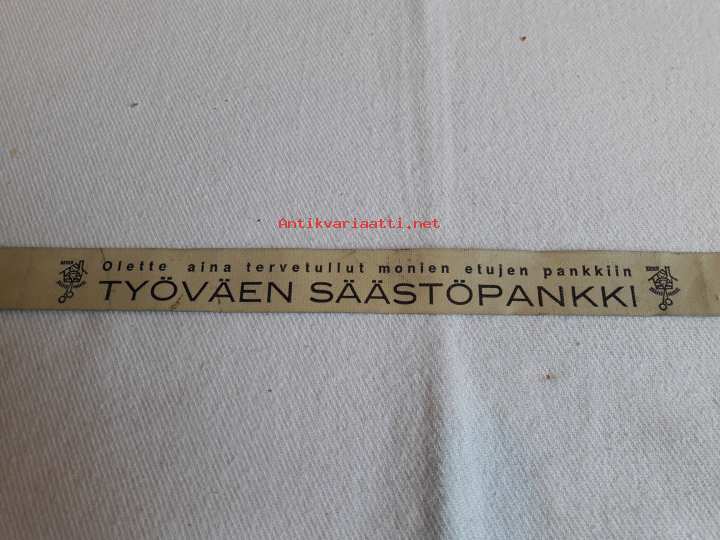 Antikvariaatti.net
Olette aina tervetullut monien etujen pankkiin
TYÖVÄEN SÄÄSTÖPANKKI